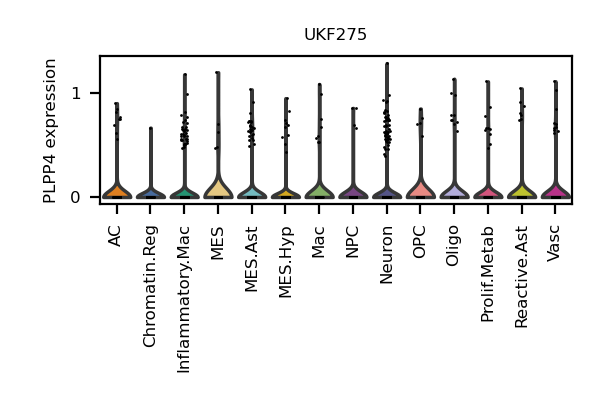 UKF275
PLPP4 expression
1
0
AC
Chromatin.Reg
Inflammatory.Mac
MES
MES.Ast
MES.Hyp
Mac
NPC
Neuron
OPC
Oligo
Prolif.Metab
Reactive.Ast
Vasc